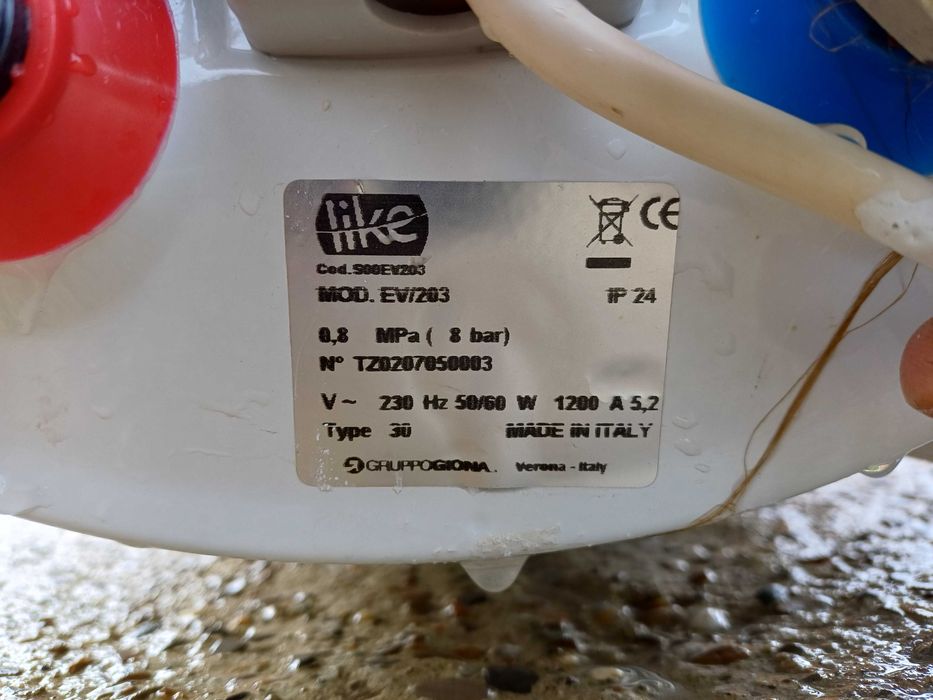 like
CE
Cod. S00EV203
MOD. EV/203 IP 24
0,8 MPa ( 8 bar)
N° TZ0207050003
V ~ 230 Hz 50/60 W 1200 A 5,2
Type 30 MADE IN ITALY
GRUPPOGIONA. Verona - Italy